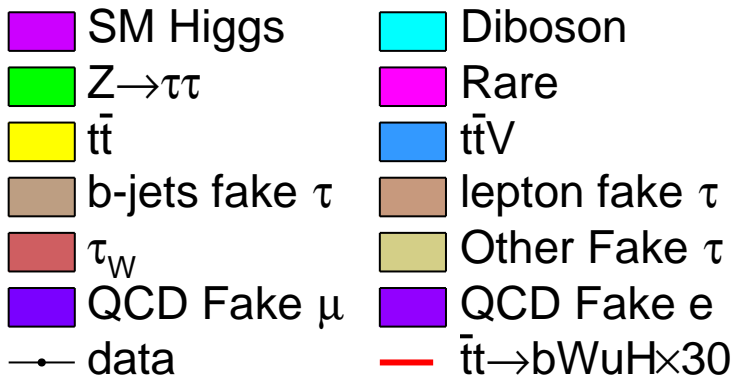 SM Higgs Diboson
Z→ττ Rare
tt̄ tt̄V
b-jets fake τ lepton fake τ
τ_W Other Fake τ
QCD Fake μ QCD Fake e
data t̄t→bWuH×30